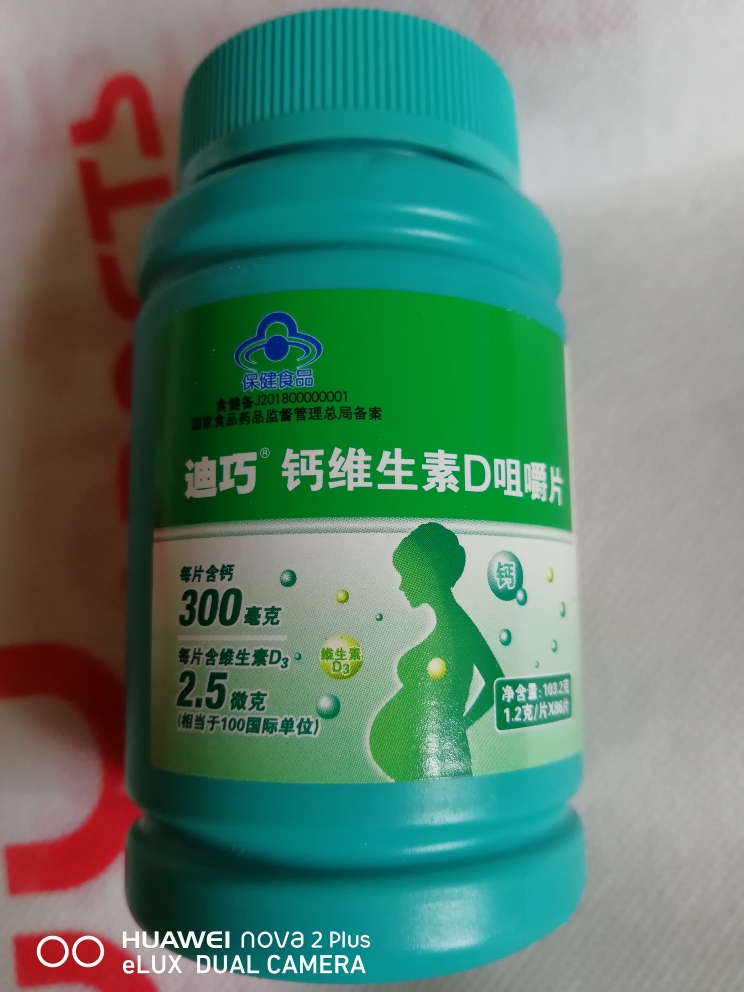 保健食品
食健备J201800000001
国家食品药品监督管理总局备案
迪巧® 钙维生素D咀嚼片
每片含钙
300毫克
每片含维生素D₃
2.5微克
(相当于100国际单位)
维生素
D₃
钙
净含量:103.2克
1.2克/片X86片
HUAWEI nova 2 Plus
eLUX DUAL CAMERA